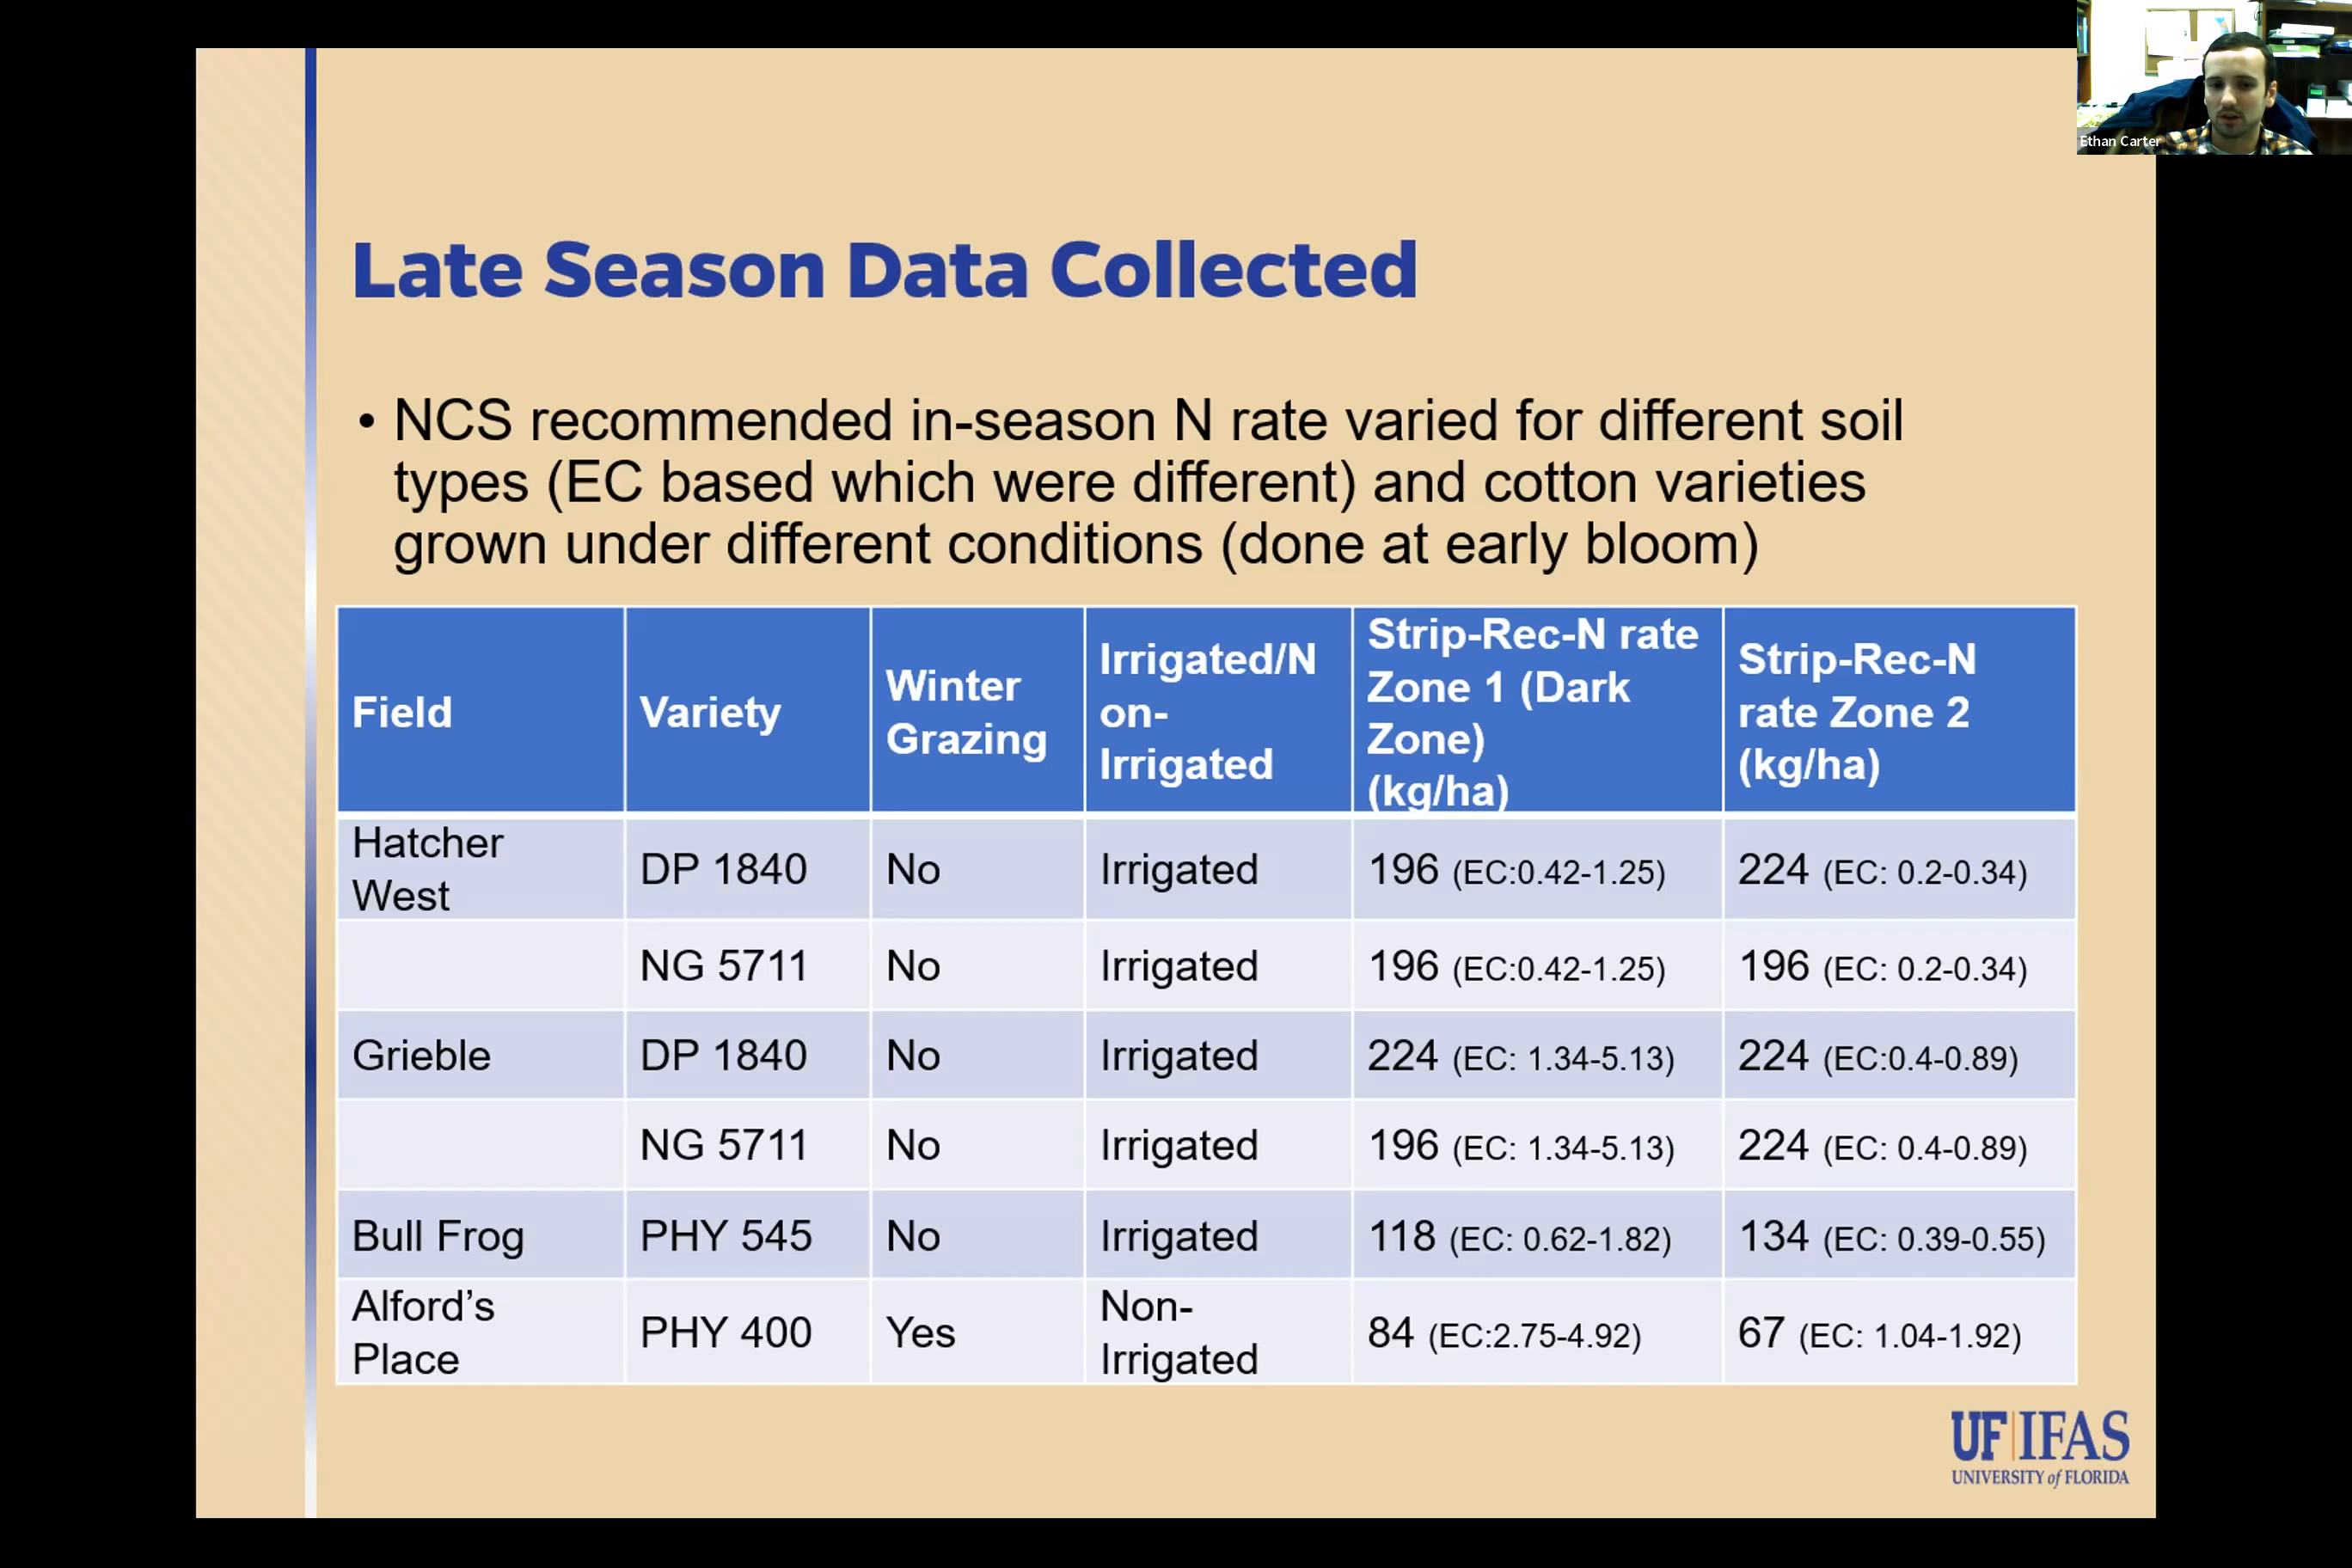 Ethan Carter
Late Season Data Collected
• NCS recommended in-season N rate varied for different soil
types (EC based which were different) and cotton varieties
grown under different conditions (done at early bloom)
Field
Variety
Winter
Grazing
Irrigated/N
on-
Irrigated
Strip-Rec-N rate
Zone 1 (Dark
Zone)
(kg/ha)
Strip-Rec-N
rate Zone 2
(kg/ha)
Hatcher
West
DP 1840
No
Irrigated
196 (EC:0.42-1.25)
224 (EC: 0.2-0.34)
NG 5711
No
Irrigated
196 (EC:0.42-1.25)
196 (EC: 0.2-0.34)
Grieble
DP 1840
No
Irrigated
224 (EC: 1.34-5.13)
224 (EC:0.4-0.89)
NG 5711
No
Irrigated
196 (EC: 1.34-5.13)
224 (EC: 0.4-0.89)
Bull Frog
PHY 545
No
Irrigated
118 (EC: 0.62-1.82)
134 (EC: 0.39-0.55)
Alford’s
Place
PHY 400
Yes
Non-
Irrigated
84 (EC:2.75-4.92)
67 (EC: 1.04-1.92)
UF|IFAS
UNIVERSITY of FLORIDA